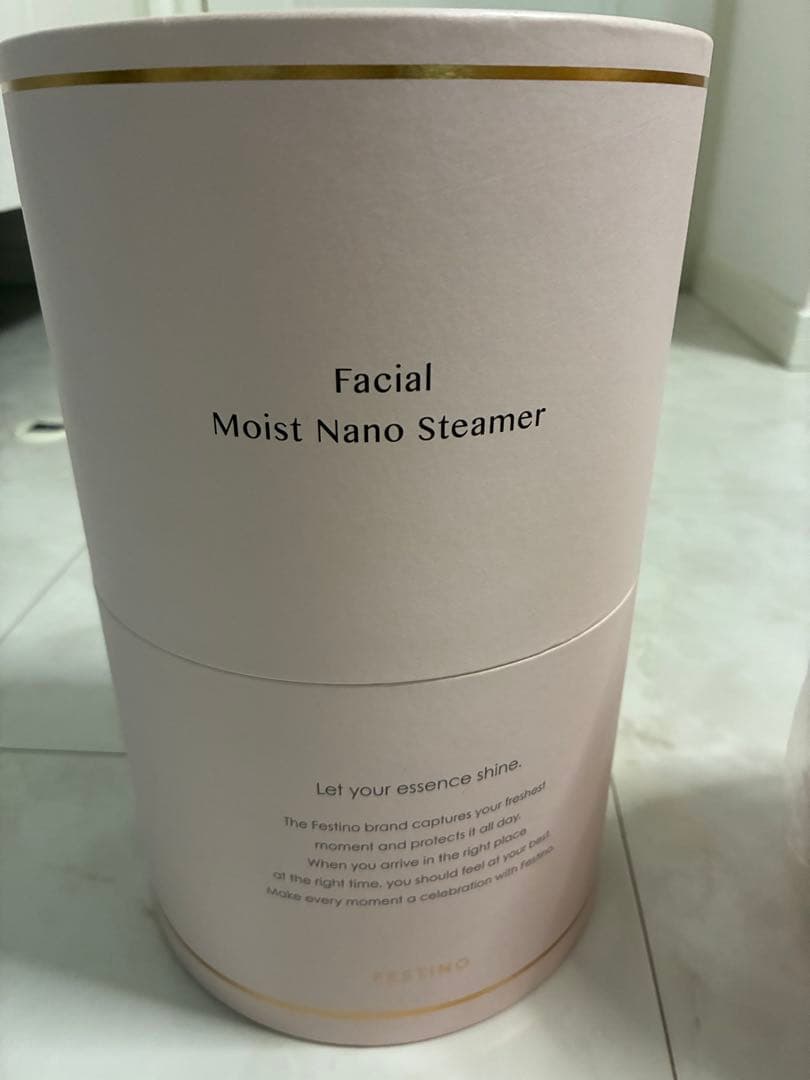 Facial
Moist Nano Steamer
Let your essence shine.
The Festino brand captures your freshest
moment and protects it all day.
When you arrive in the right place
at the right time, you should feel at your best.
Make every moment a celebration with Festino.
FESTINO